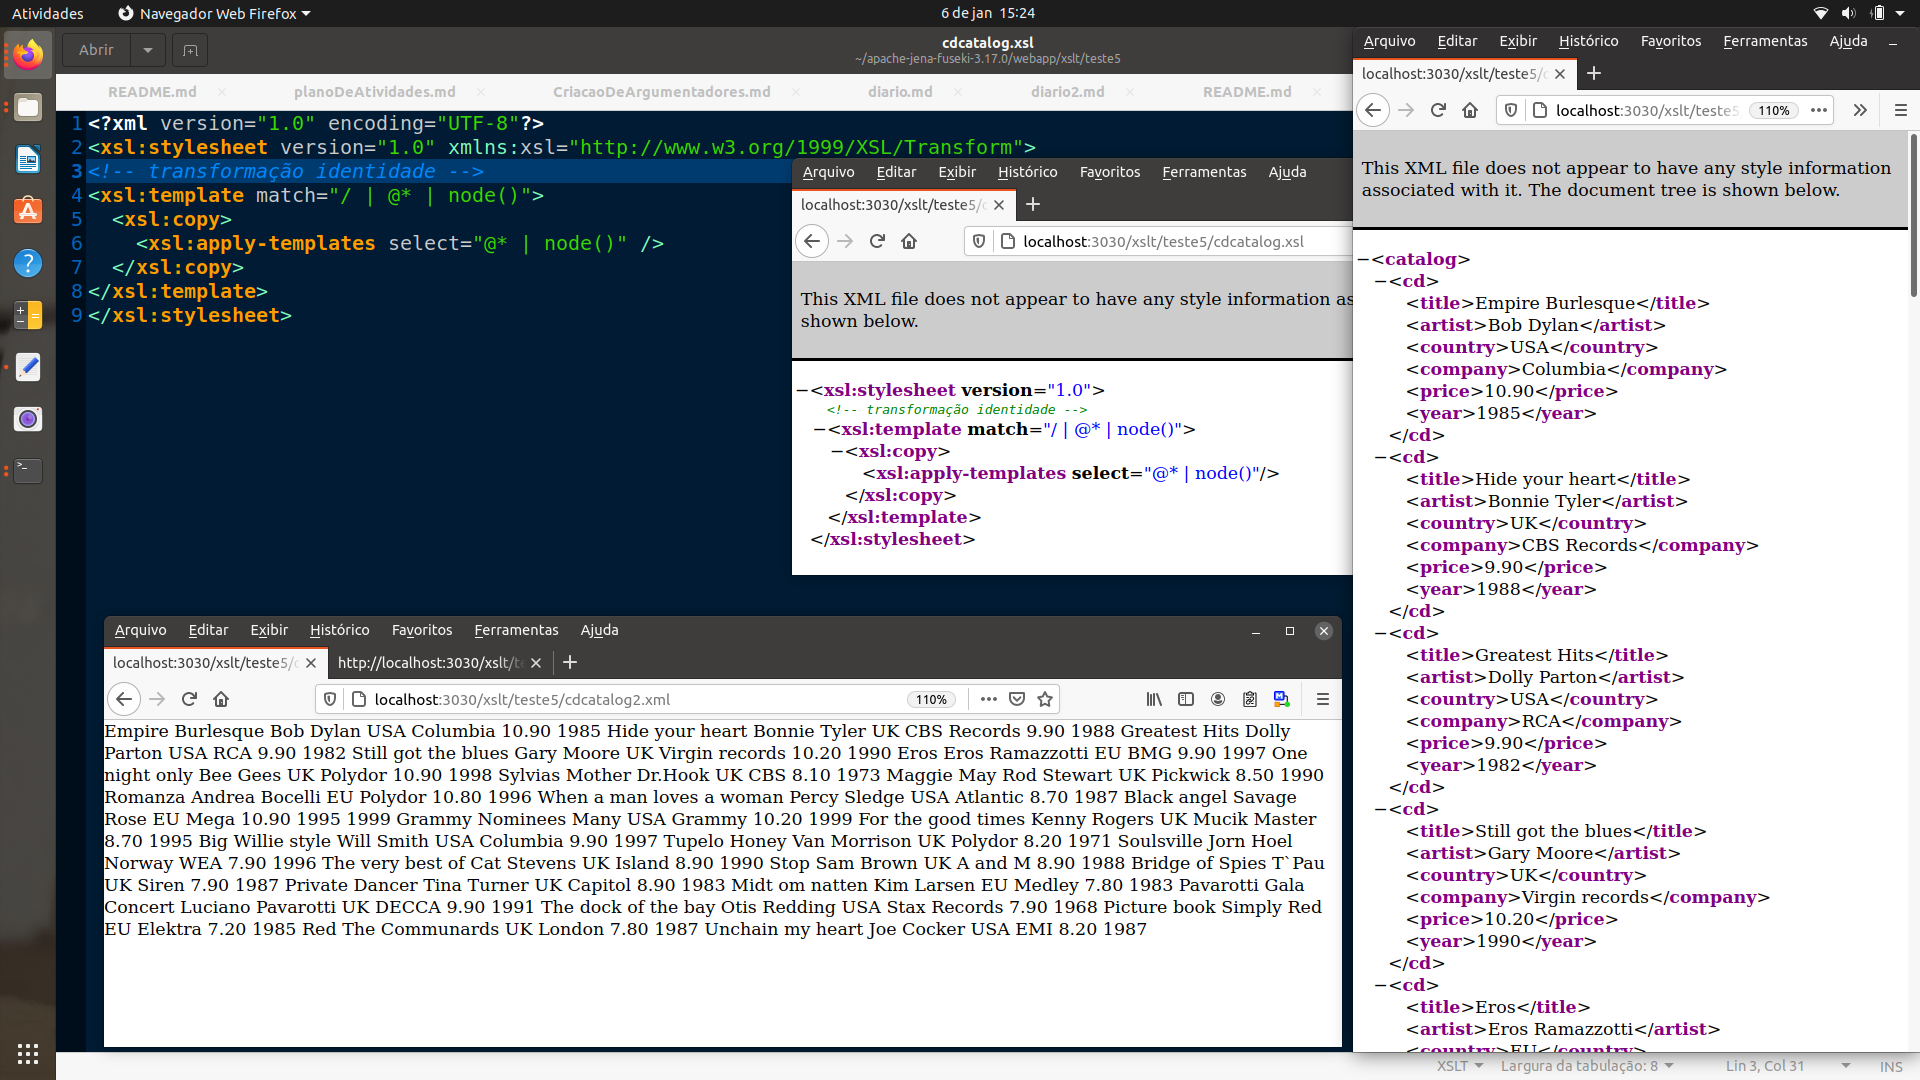 Atividades
Navegador Web Firefox
6 de jan 15:24
Abrir
cdcatalog.xsl
~/apache-jena-fuseki-3.17.0/webapp/xslt/teste5
README.md
planoDeAtividades.md
CriacaoDeArgumentadores.md
diario.md
diario2.md
README.md
1 <?xml version="1.0" encoding="UTF-8"?>
2 <xsl:stylesheet version="1.0" xmlns:xsl="http://www.w3.org/1999/XSL/Transform">
3 <!-- transformação identidade -->
4 <xsl:template match="/ | @* | node()">
5 <xsl:copy>
6 <xsl:apply-templates select="@* | node()" />
7 </xsl:copy>
8 </xsl:template>
9 </xsl:stylesheet>
Arquivo Editar Exibir Histórico Favoritos Ferramentas Ajuda
localhost:3030/xslt/teste5/
localhost:3030/xslt/teste5/cdcatalog.xsl
This XML file does not appear to have any style information as
shown below.
−<xsl:stylesheet version="1.0">
<!-- transformação identidade -->
−<xsl:template match="/ | @* | node()">
−<xsl:copy>
<xsl:apply-templates select="@* | node()"/>
</xsl:copy>
</xsl:template>
</xsl:stylesheet>
Arquivo Editar Exibir Histórico Favoritos Ferramentas Ajuda
localhost:3030/xslt/teste5/
http://localhost:3030/xslt/t
localhost:3030/xslt/teste5/cdcatalog2.xml
110%
Empire Burlesque Bob Dylan USA Columbia 10.90 1985 Hide your heart Bonnie Tyler UK CBS Records 9.90 1988 Greatest Hits Dolly
Parton USA RCA 9.90 1982 Still got the blues Gary Moore UK Virgin records 10.20 1990 Eros Eros Ramazzotti EU BMG 9.90 1997 One
night only Bee Gees UK Polydor 10.90 1998 Sylvias Mother Dr.Hook UK CBS 8.10 1973 Maggie May Rod Stewart UK Pickwick 8.50 1990
Romanza Andrea Bocelli EU Polydor 10.80 1996 When a man loves a woman Percy Sledge USA Atlantic 8.70 1987 Black angel Savage
Rose EU Mega 10.90 1995 1999 Grammy Nominees Many USA Grammy 10.20 1999 For the good times Kenny Rogers UK Mucik Master
8.70 1995 Big Willie style Will Smith USA Columbia 9.90 1997 Tupelo Honey Van Morrison UK Polydor 8.20 1971 Soulsville Jorn Hoel
Norway WEA 7.90 1996 The very best of Cat Stevens UK Island 8.90 1990 Stop Sam Brown UK A and M 8.90 1988 Bridge of Spies T`Pau
UK Siren 7.90 1987 Private Dancer Tina Turner UK Capitol 8.90 1983 Midt om natten Kim Larsen EU Medley 7.80 1983 Pavarotti Gala
Concert Luciano Pavarotti UK DECCA 9.90 1991 The dock of the bay Otis Redding USA Stax Records 7.90 1968 Picture book Simply Red
EU Elektra 7.20 1985 Red The Communards UK London 7.80 1987 Unchain my heart Joe Cocker USA EMI 8.20 1987
Arquivo Editar Exibir Histórico Favoritos Ferramentas Ajuda
localhost:3030/xslt/teste5/
localhost:3030/xslt/teste5
110%
This XML file does not appear to have any style information
associated with it. The document tree is shown below.
−<catalog>
−<cd>
<title>Empire Burlesque</title>
<artist>Bob Dylan</artist>
<country>USA</country>
<company>Columbia</company>
<price>10.90</price>
<year>1985</year>
</cd>
−<cd>
<title>Hide your heart</title>
<artist>Bonnie Tyler</artist>
<country>UK</country>
<company>CBS Records</company>
<price>9.90</price>
<year>1988</year>
</cd>
−<cd>
<title>Greatest Hits</title>
<artist>Dolly Parton</artist>
<country>USA</country>
<company>RCA</company>
<price>9.90</price>
<year>1982</year>
</cd>
−<cd>
<title>Still got the blues</title>
<artist>Gary Moore</artist>
<country>UK</country>
<company>Virgin records</company>
<price>10.20</price>
<year>1990</year>
</cd>
−<cd>
<title>Eros</title>
<artist>Eros Ramazzotti</artist>
<country>EU</country>
XSLT
Largura da tabulação: 8
Lin 3, Col 31
INS